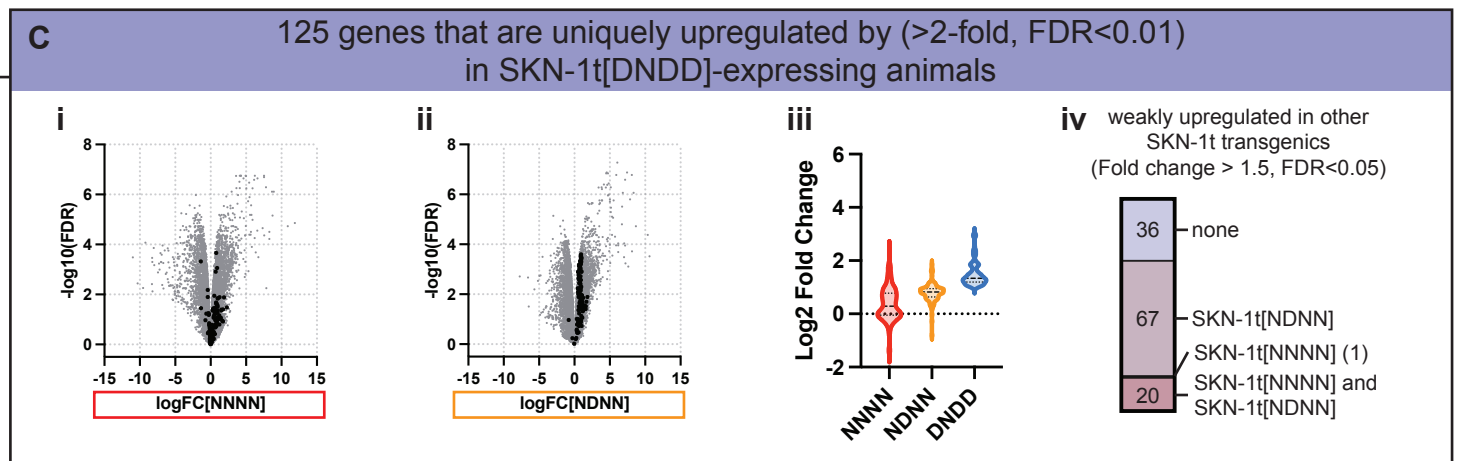 C
125 genes that are uniquely upregulated by (>2-fold, FDR<0.01)
in SKN-1t[DNDD]-expressing animals
i
8
6
4
2
0
-log10(FDR)
-15 -10 -5 0 5 10 15
logFC[NNNN]
ii
8
6
4
2
0
-log10(FDR)
-15 -10 -5 0 5 10 15
logFC[NDNN]
iii
6
4
2
0
-2
Log2 Fold Change
NNNN
NDNN
DNDD
iv
weakly upregulated in other
SKN-1t transgenics
(Fold change > 1.5, FDR<0.05)
36 none
67 SKN-1t[NDNN]
SKN-1t[NNNN] (1)
20 SKN-1t[NNNN] and
SKN-1t[NDNN]